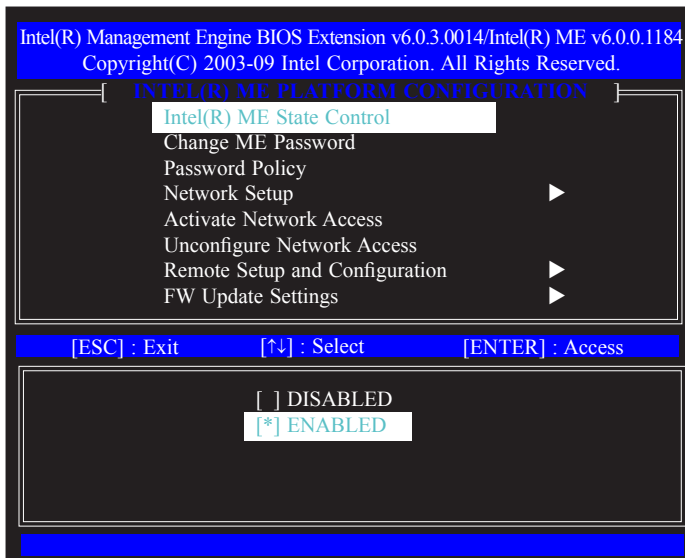 Intel(R) Management Engine BIOS Extension v6.0.3.0014/Intel(R) ME v6.0.0.1184
Copyright(C) 2003-09 Intel Corporation. All Rights Reserved.
[ INTEL(R) ME PLATFORM CONFIGURATION ]
Intel(R) ME State Control
Change ME Password
Password Policy
Network Setup ▶
Activate Network Access
Unconfigure Network Access
Remote Setup and Configuration ▶
FW Update Settings ▶
[ESC] : Exit [↑↓] : Select [ENTER] : Access
[ ] DISABLED
[*] ENABLED